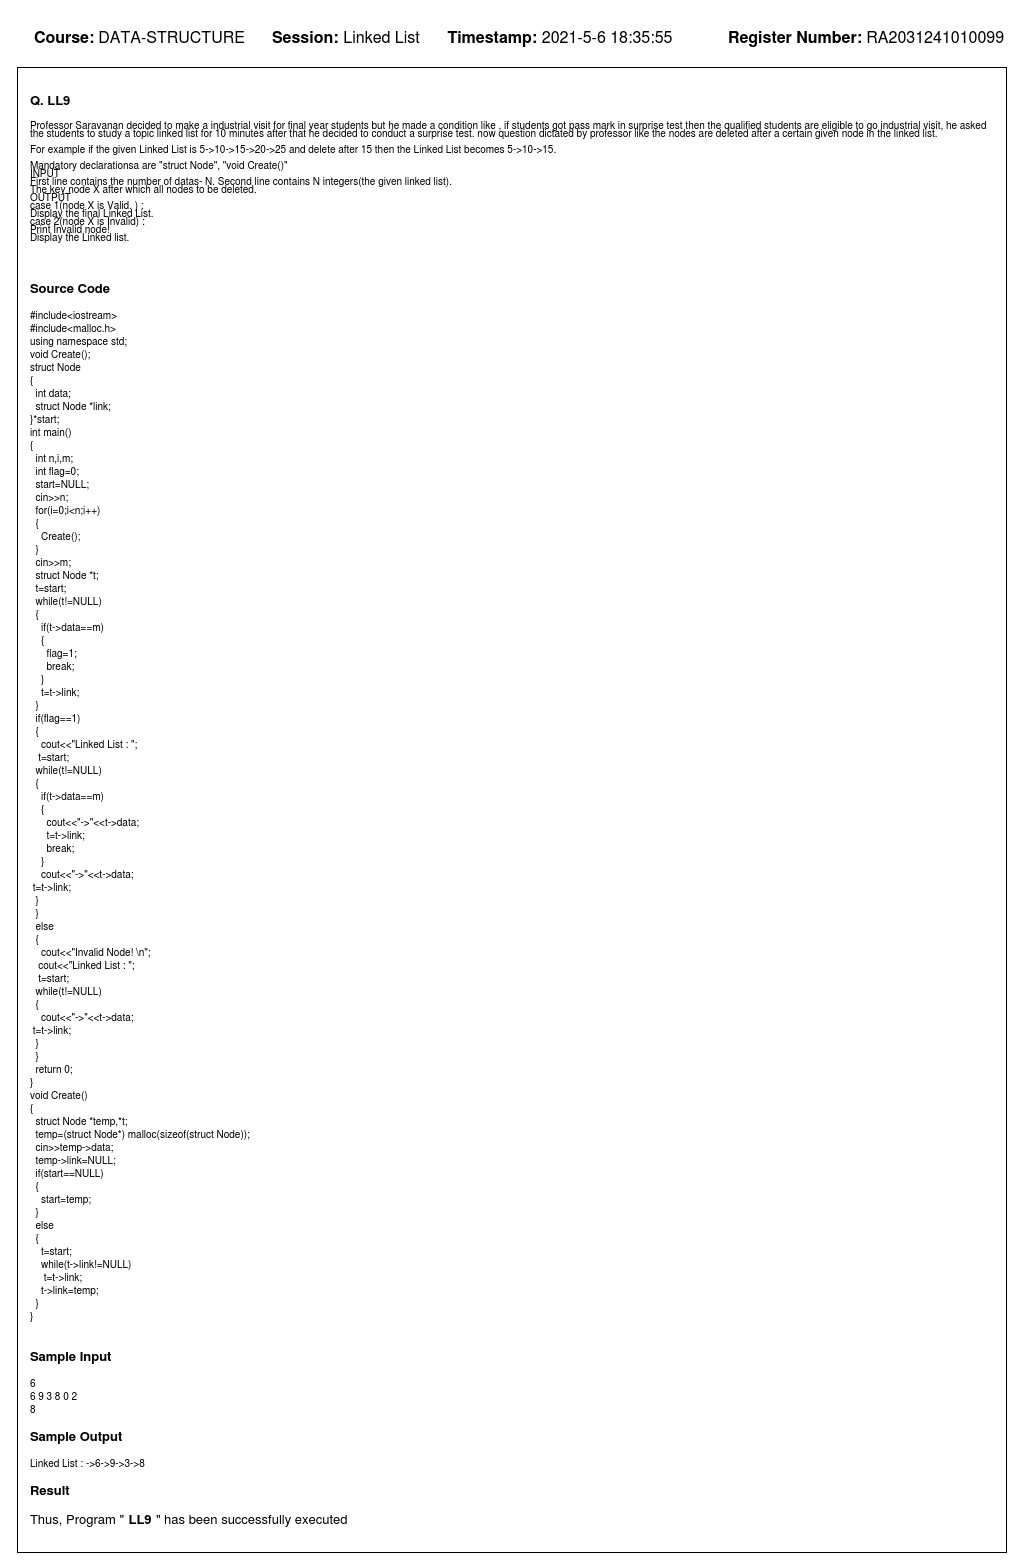 Course: DATA-STRUCTURE Session: Linked List Timestamp: 2021-5-6 18:35:55 Register Number: RA2031241010099
Q. LL9
Professor Saravanan decided to make a industrial visit for final year students but he made a condition like , if students got pass mark in surprise test then the qualified students are eligible to go industrial visit, he asked
the students to study a topic linked list for 10 minutes after that he decided to conduct a surprise test. now question dictated by professor like the nodes are deleted after a certain given node in the linked list.
For example if the given Linked List is 5->10->15->20->25 and delete after 15 then the Linked List becomes 5->10->15.
Mandatory declarationsa are "struct Node", "void Create()"
INPUT
First line contains the number of datas- N. Second line contains N integers(the given linked list).
The key node X after which all nodes to be deleted.
OUTPUT
case 1(node X is Valid. ) :
Display the final Linked List.
case 2(node X is Invalid) :
Print Invalid node!
Display the Linked list.
Source Code
#include<iostream>
#include<malloc.h>
using namespace std;
void Create();
struct Node
{
int data;
struct Node *link;
}*start;
int main()
{
int n,i,m;
int flag=0;
start=NULL;
cin>>n;
for(i=0;i<n;i++)
{
Create();
}
cin>>m;
struct Node *t;
t=start;
while(t!=NULL)
{
if(t->data==m)
{
flag=1;
break;
}
t=t->link;
}
if(flag==1)
{
cout<<"Linked List : ";
t=start;
while(t!=NULL)
{
if(t->data==m)
{
cout<<"->"<<t->data;
t=t->link;
break;
}
cout<<"->"<<t->data;
t=t->link;
}
}
else
{
cout<<"Invalid Node! \n";
cout<<"Linked List : ";
t=start;
while(t!=NULL)
{
cout<<"->"<<t->data;
t=t->link;
}
}
return 0;
}
void Create()
{
struct Node *temp,*t;
temp=(struct Node*) malloc(sizeof(struct Node));
cin>>temp->data;
temp->link=NULL;
if(start==NULL)
{
start=temp;
}
else
{
t=start;
while(t->link!=NULL)
t=t->link;
t->link=temp;
}
}
Sample Input
6
6 9 3 8 0 2
8
Sample Output
Linked List : ->6->9->3->8
Result
Thus, Program " LL9 " has been successfully executed